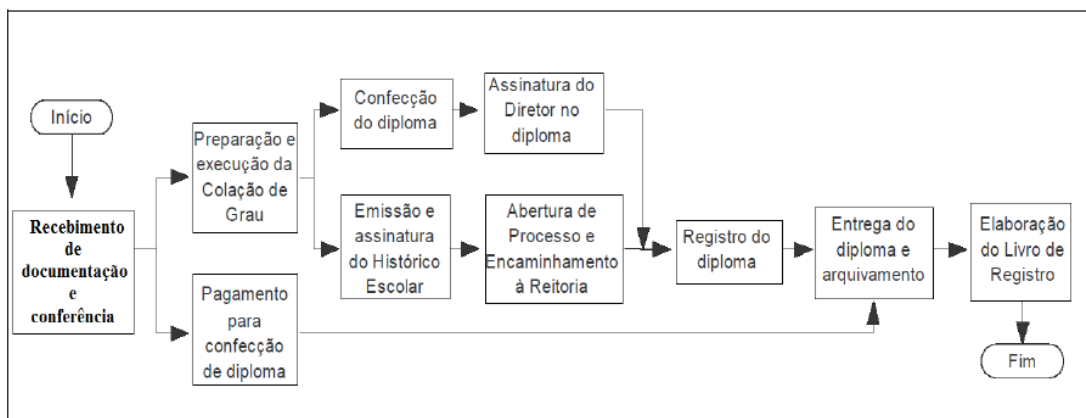 Início
Recebimento
de
documentação
e
conferência
Preparação e
execução da
Colação de
Grau
Pagamento
para
confecção
de diploma
Confecção
do diploma
Assinatura do
Diretor no
diploma
Emissão e
assinatura
do Histórico
Escolar
Abertura de
Processo e
Encaminhamento
à Reitoria
Registro do
diploma
Entrega do
diploma e
arquivamento
Elaboração
do Livro de
Registro
Fim